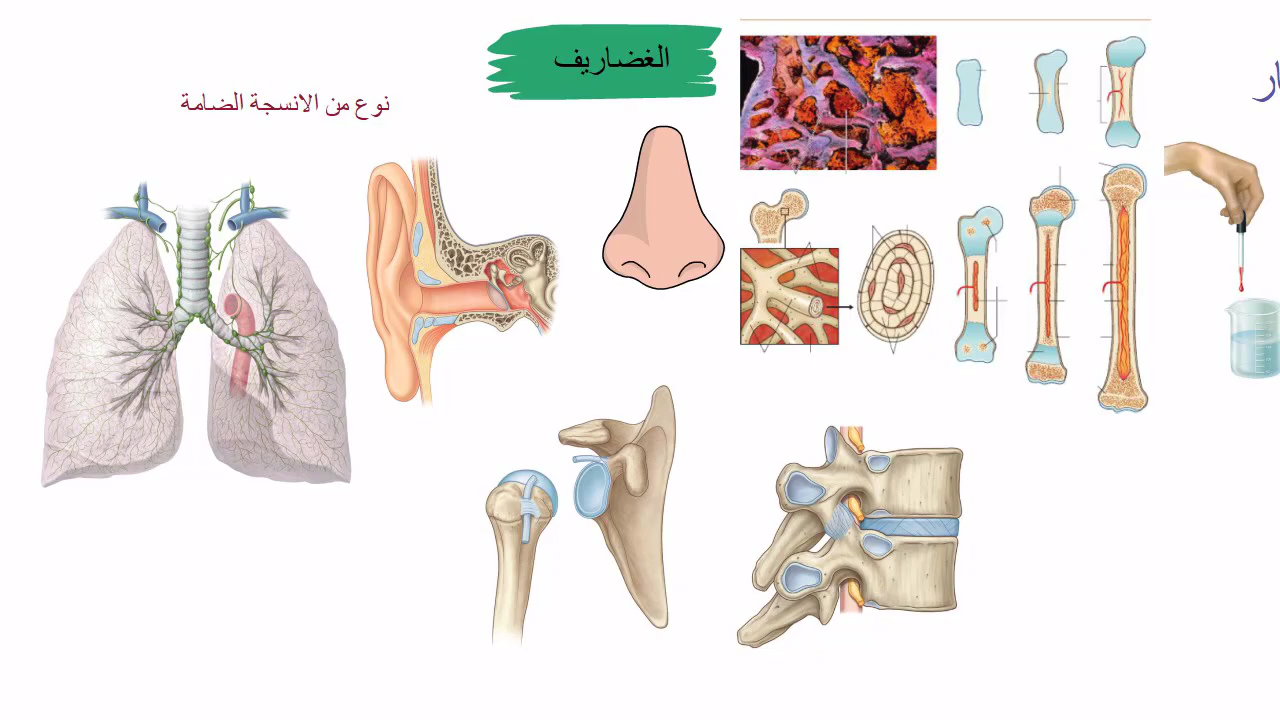 الغضاريف
نوع من الانسجة الضامة